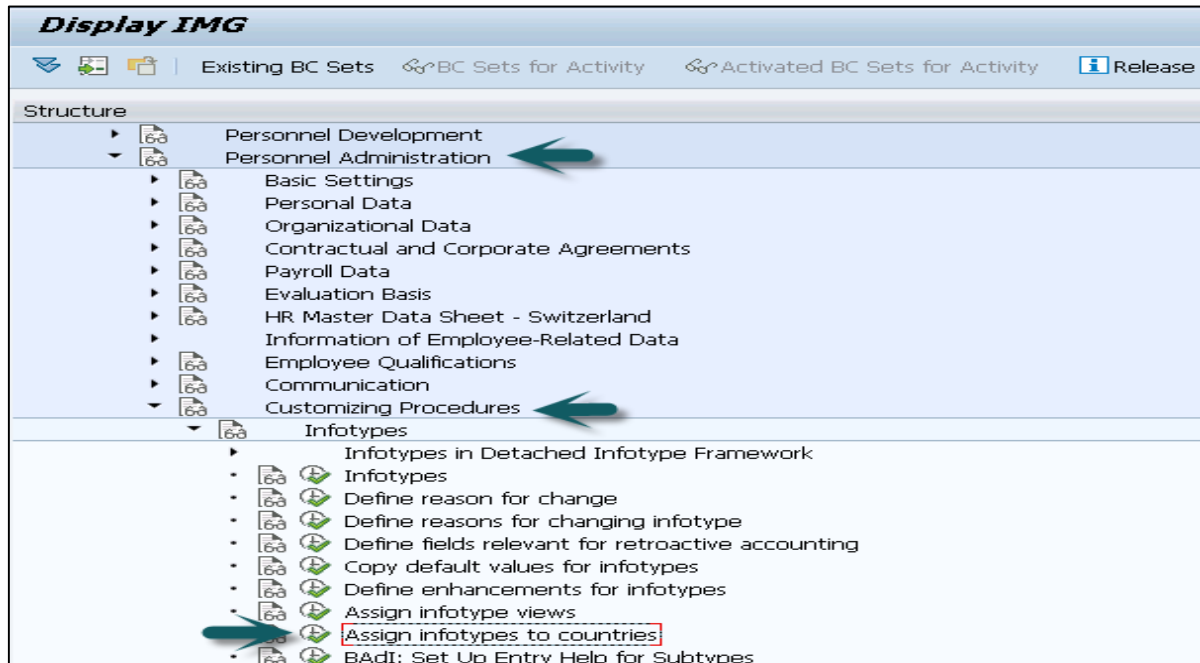 Display IMG
Existing BC Sets BC Sets for Activity Activated BC Sets for Activity Release
Structure
Personnel Development
Personnel Administration
Basic Settings
Personal Data
Organizational Data
Contractual and Corporate Agreements
Payroll Data
Evaluation Basis
HR Master Data Sheet - Switzerland
Information of Employee-Related Data
Employee Qualifications
Communication
Customizing Procedures
Infotypes
Infotypes in Detached Infotype Framework
Infotypes
Define reason for change
Define reasons for changing infotype
Define fields relevant for retroactive accounting
Copy default values for infotypes
Define enhancements for infotypes
Assign infotype views
Assign infotypes to countries
BAdI: Set Up Entry Help for Subtypes